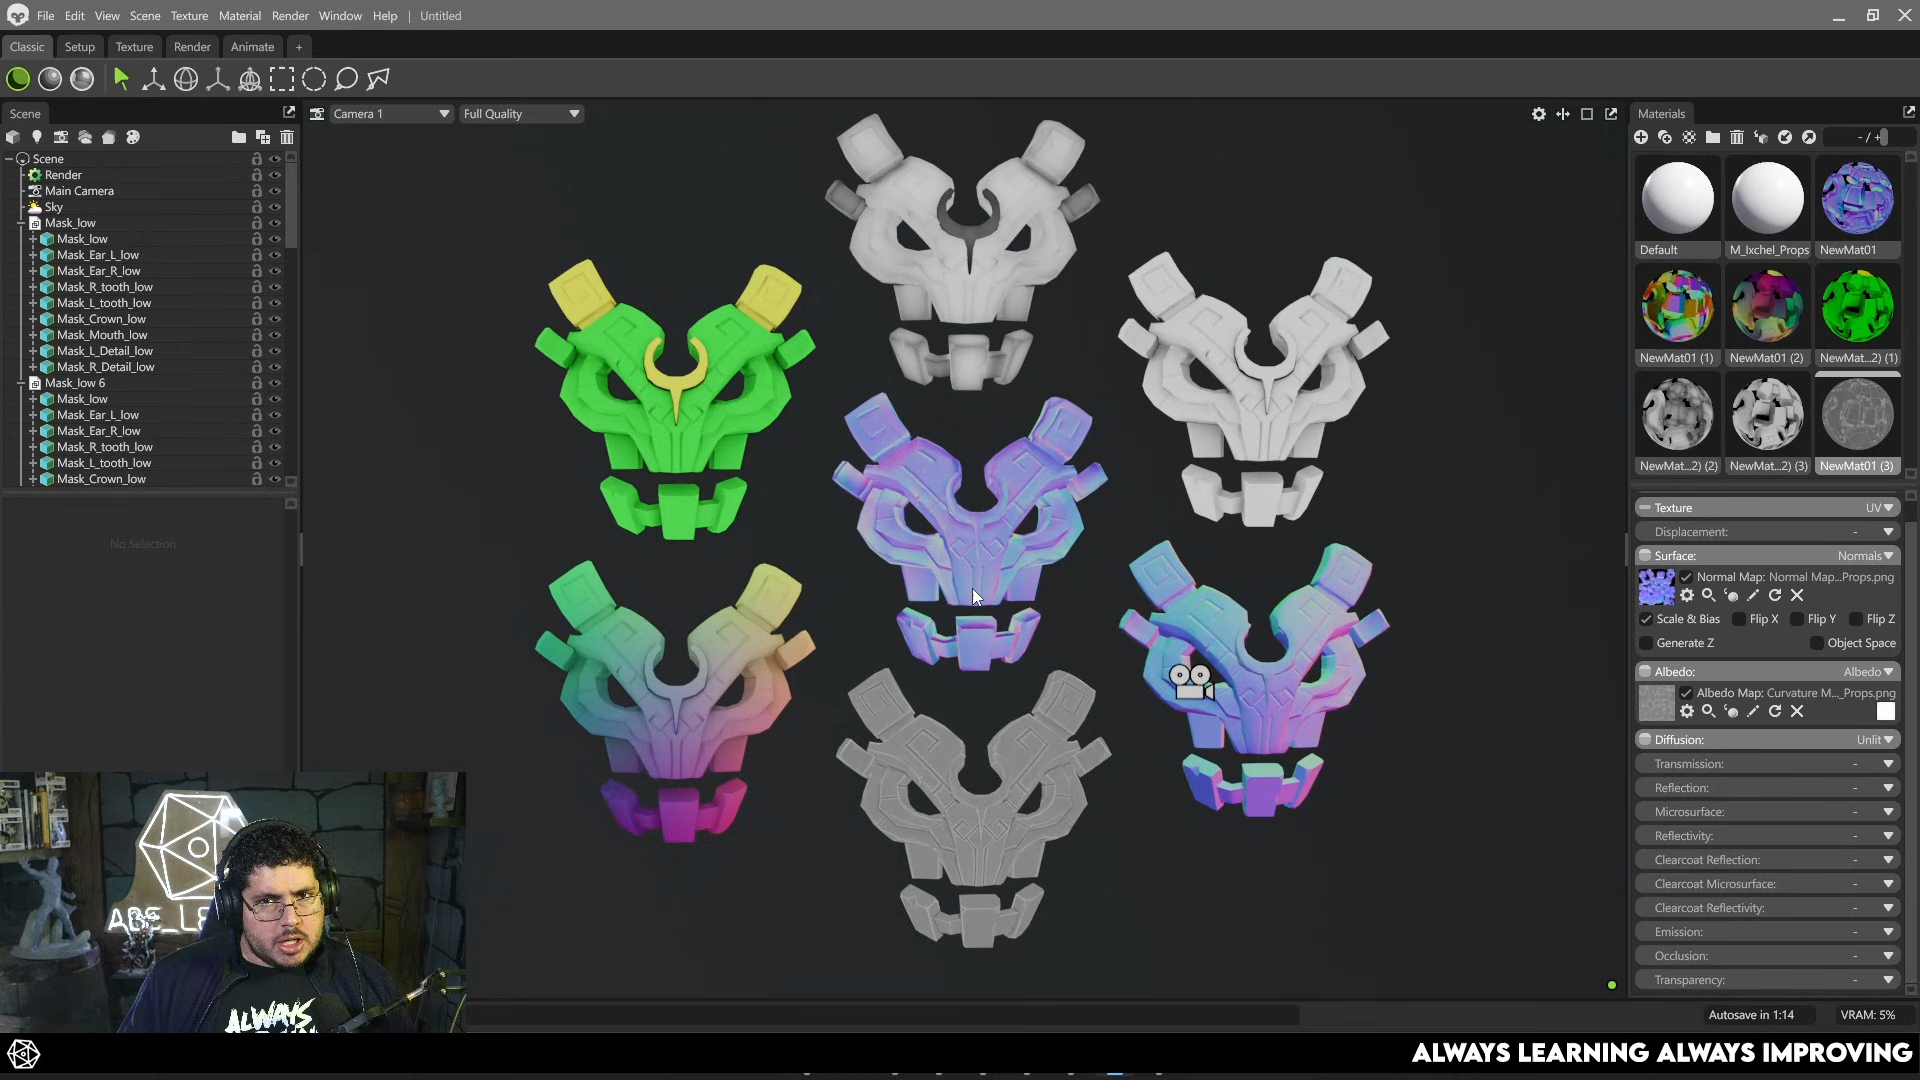 File Edit View Scene Texture Material Render Window Help | Untitled
Classic Setup Texture Render Animate +
Scene
Camera 1 Full Quality
Scene
Render
Main Camera
Sky
Mask_low
Mask_low
Mask_Ear_L_low
Mask_Ear_R_low
Mask_R_tooth_low
Mask_L_tooth_low
Mask_Crown_low
Mask_Mouth_low
Mask_L_Detail_low
Mask_R_Detail_low
Mask_low 6
Mask_low
Mask_Ear_L_low
Mask_Ear_R_low
Mask_R_tooth_low
Mask_L_tooth_low
Mask_Crown_low
No Selection
Materials
- / +
Default M_Ixchel_Props NewMat01
NewMat01 (1) NewMat01 (2) NewMat...2) (1)
NewMat...2) (2) NewMat...2) (3) NewMat01 (3)
Texture UV
Displacement: -
Surface: Normals
Normal Map: Normal Map...Props.png
Scale & Bias Flip X Flip Y Flip Z
Generate Z Object Space
Albedo: Albedo
Albedo Map: Curvature M..._Props.png
Diffusion: Unlit
Transmission: -
Reflection: -
Microsurface: -
Reflectivity: -
Clearcoat Reflection: -
Clearcoat Microsurface: -
Clearcoat Reflectivity: -
Emission: -
Occlusion: -
Transparency: -
Autosave in 1:14 VRAM: 5%
ALWAYS
ALWAYS LEARNING ALWAYS IMPROVING